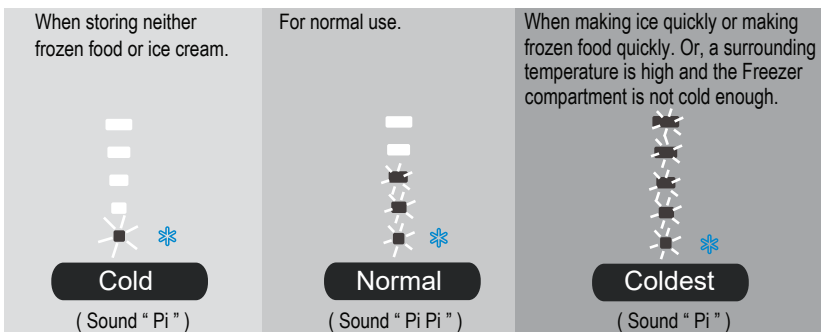 When storing neither
frozen food or ice cream.
Cold
( Sound “ Pi ” )
For normal use.
Normal
( Sound “ Pi Pi ” )
When making ice quickly or making
frozen food quickly. Or, a surrounding
temperature is high and the Freezer
compartment is not cold enough.
Coldest
( Sound “ Pi ” )